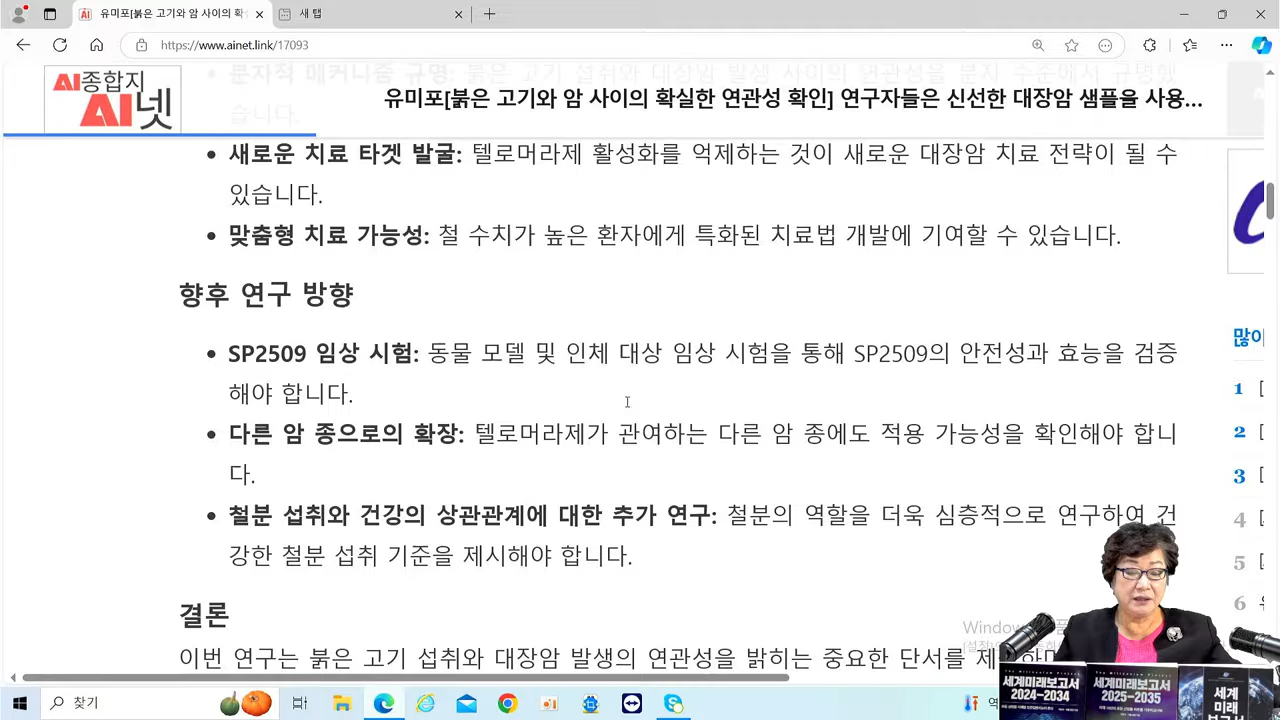 유미포[붉은 고기와 암 사이의 확
새 탭
https://www.ainet.link/17093
AI종합지
AI넷
유미포[붉은 고기와 암 사이의 확실한 연관성 확인] 연구자들은 신선한 대장암 샘플을 사용...
습니다.
• 새로운 치료 타겟 발굴: 텔로머라제 활성화를 억제하는 것이 새로운 대장암 치료 전략이 될 수
있습니다.
• 맞춤형 치료 가능성: 철 수치가 높은 환자에게 특화된 치료법 개발에 기여할 수 있습니다.
향후 연구 방향
많이
• SP2509 임상 시험: 동물 모델 및 인체 대상 임상 시험을 통해 SP2509의 안전성과 효능을 검증
해야 합니다.
1
• 다른 암 종으로의 확장: 텔로머라제가 관여하는 다른 암 종에도 적용 가능성을 확인해야 합니
다.
2
3
• 철분 섭취와 건강의 상관관계에 대한 추가 연구: 철분의 역할을 더욱 심층적으로 연구하여 건
강한 철분 섭취 기준을 제시해야 합니다.
4
5
6
결론
Windows
이번 연구는 붉은 고기 섭취와 대장암 발생의 연관성을 밝히는 중요한 단서를
찾기
세계미래보고서
2024-2034
세계미래보고서
2025-2035
세계
미래